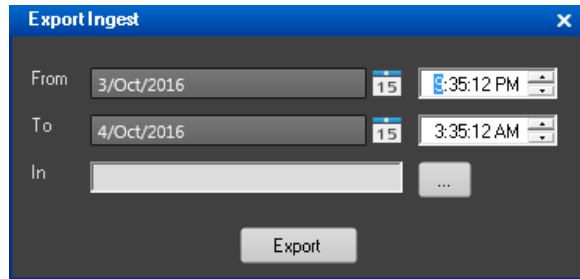 Export Ingest
From 3/Oct/2016 15 9:35:12 PM
To 4/Oct/2016 15 3:35:12 AM
In ...
Export